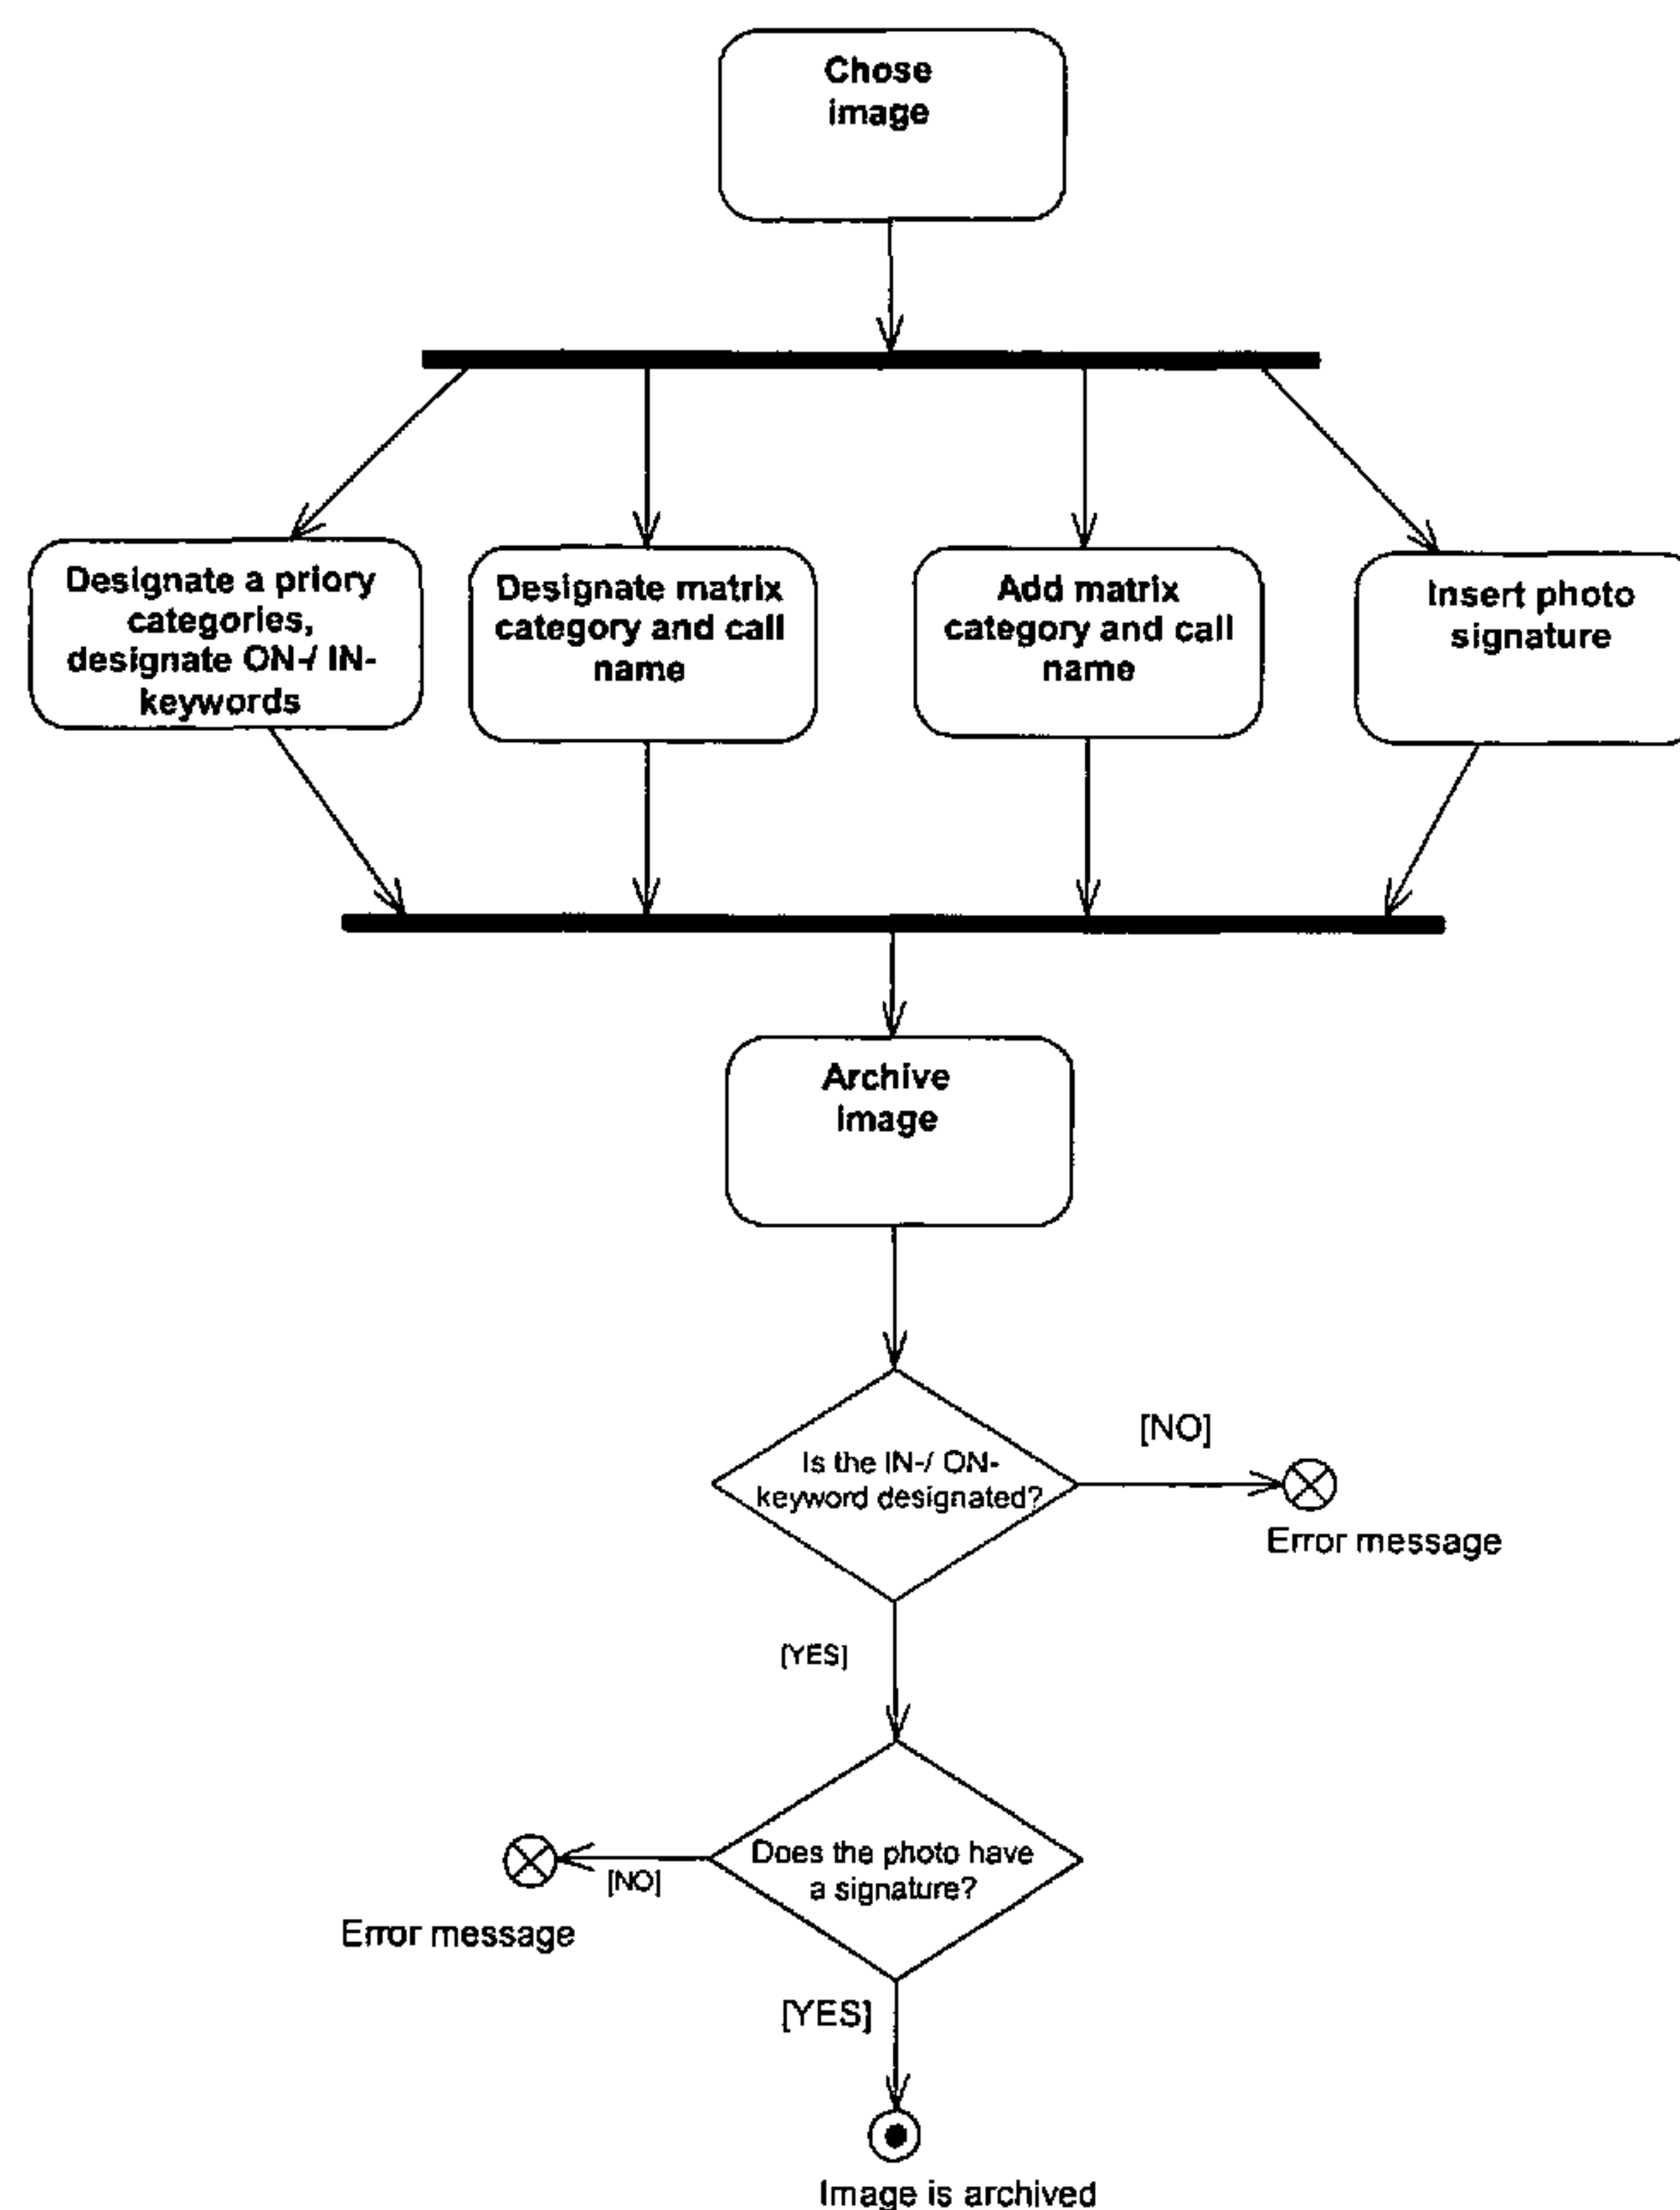 Chose
image
Designate a priory
categories,
designate ON-/ IN-
keywords
Designate matrix
category and call
name
Add matrix
category and call
name
Insert photo
signature
Archive
image
Is the IN-/ ON-
keyword designated?
[NO]
Error message
[YES]
Does the photo have
a signature?
[NO]
Error message
[YES]
Image is archived